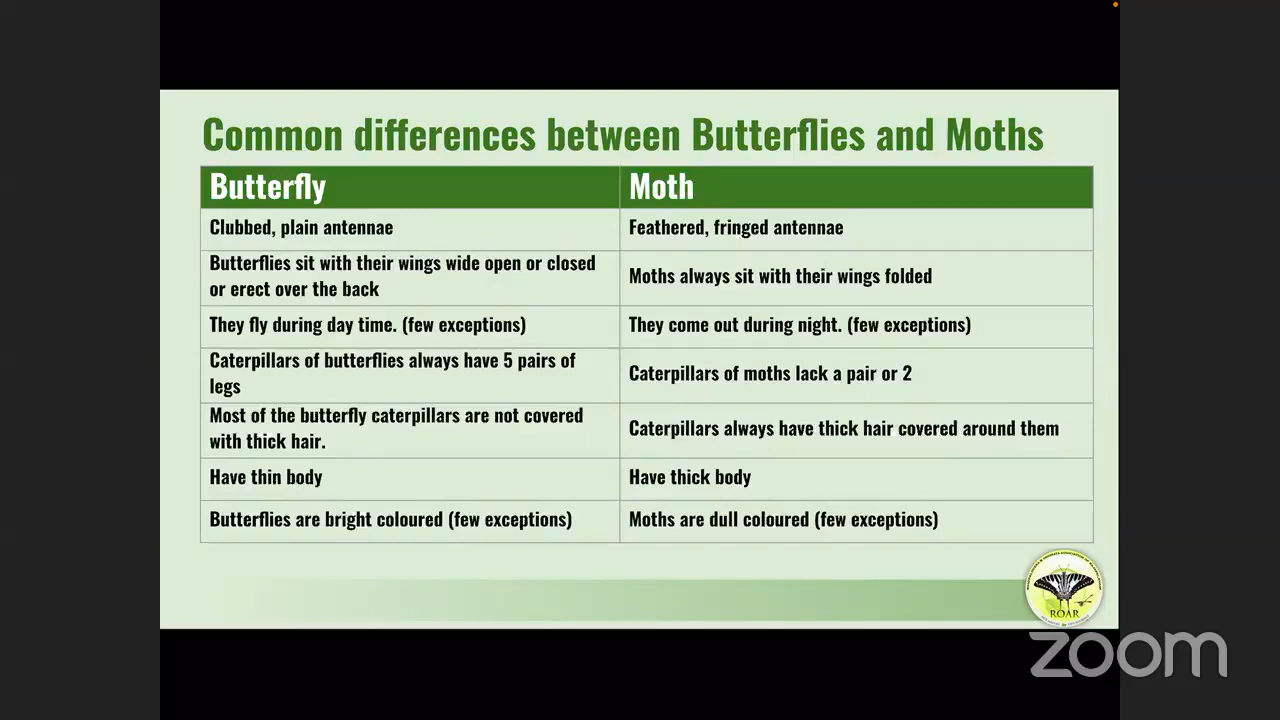 Common differences between Butterflies and Moths
Butterfly
Moth
Clubbed, plain antennae
Feathered, fringed antennae
Butterflies sit with their wings wide open or closed
or erect over the back
Moths always sit with their wings folded
They fly during day time. (few exceptions)
They come out during night. (few exceptions)
Caterpillars of butterflies always have 5 pairs of
legs
Caterpillars of moths lack a pair or 2
Most of the butterfly caterpillars are not covered
with thick hair.
Caterpillars always have thick hair covered around them
Have thin body
Have thick body
Butterflies are bright coloured (few exceptions)
Moths are dull coloured (few exceptions)
ROAR
zoom